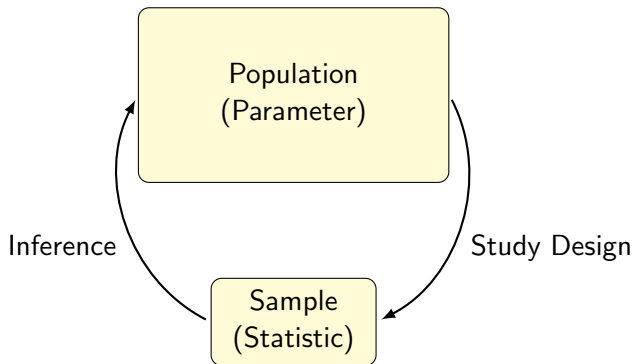 Population
(Parameter)
Inference
Study Design
Sample
(Statistic)